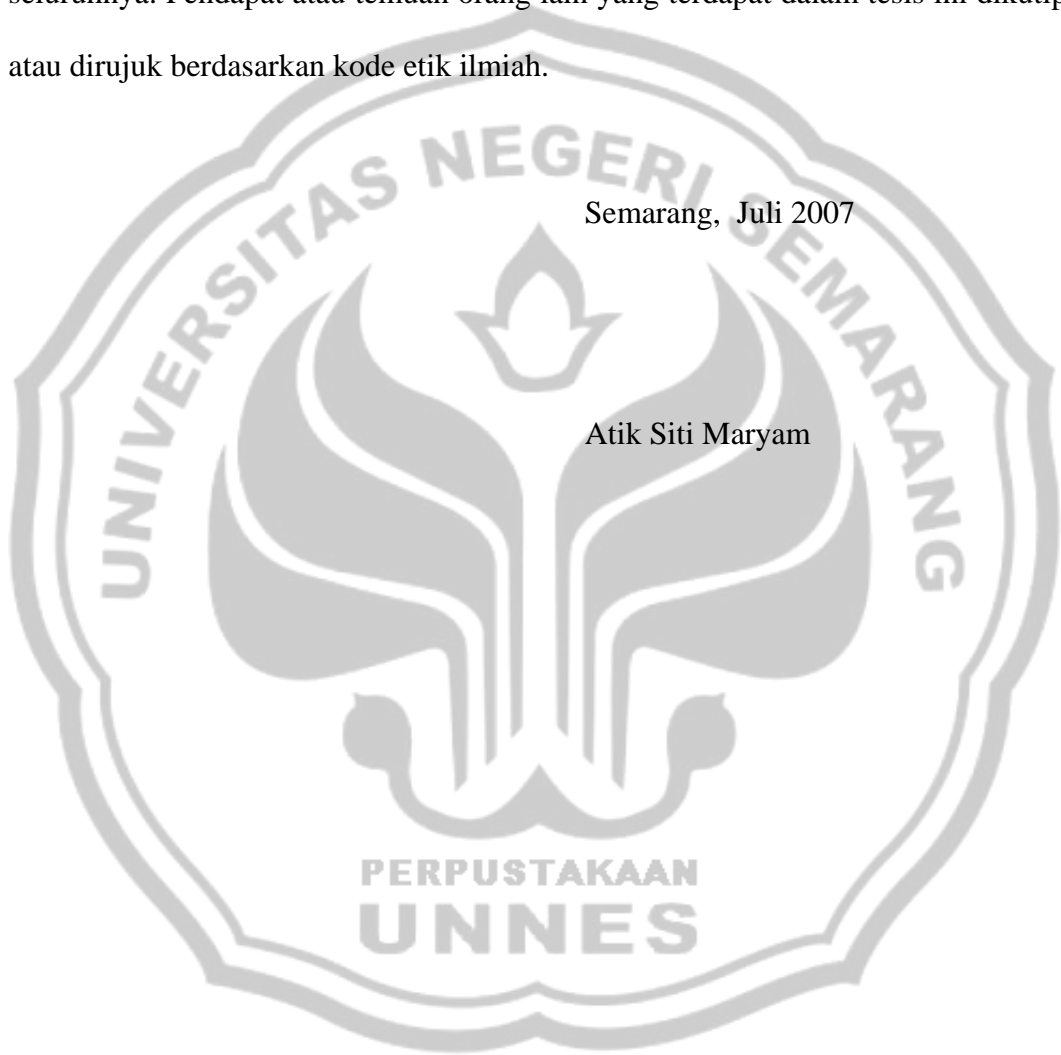 seluruhnya. Pendapat atau temuan orang lain yang terdapat dalam tesis ini dikutip
atau dirujuk berdasarkan kode etik ilmiah.
UNIVERSITAS NEGERI SEMARANG
Semarang, Juli 2007
Atik Siti Maryam
PERPUSTAKAAN
UNNES